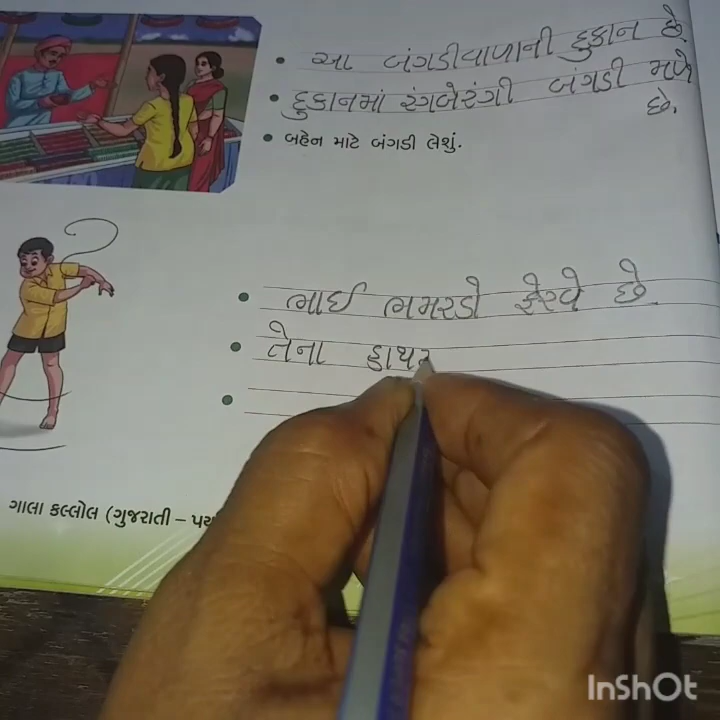 આ બંગડીવાળાની દુકાન છે.
દુકાનમાં રંગબેરંગી બંગડી મળે
છે.
બહેન માટે બંગડી લેશું.
ભાઈ ભમરડો ફેરવે છે.
તેના હાથ
ગાલા કલ્લોલ (ગુજરાતી –
InShOt